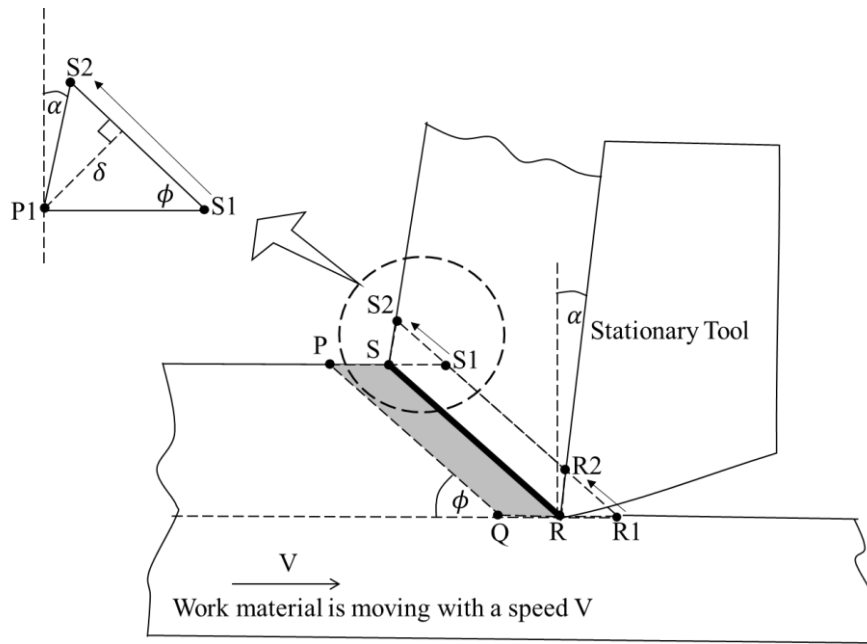 S2
α
δ
ϕ
P1
S1
S2
α
Stationary Tool
P
S
S1
R2
ϕ
Q
R
R1
V
Work material is moving with a speed V